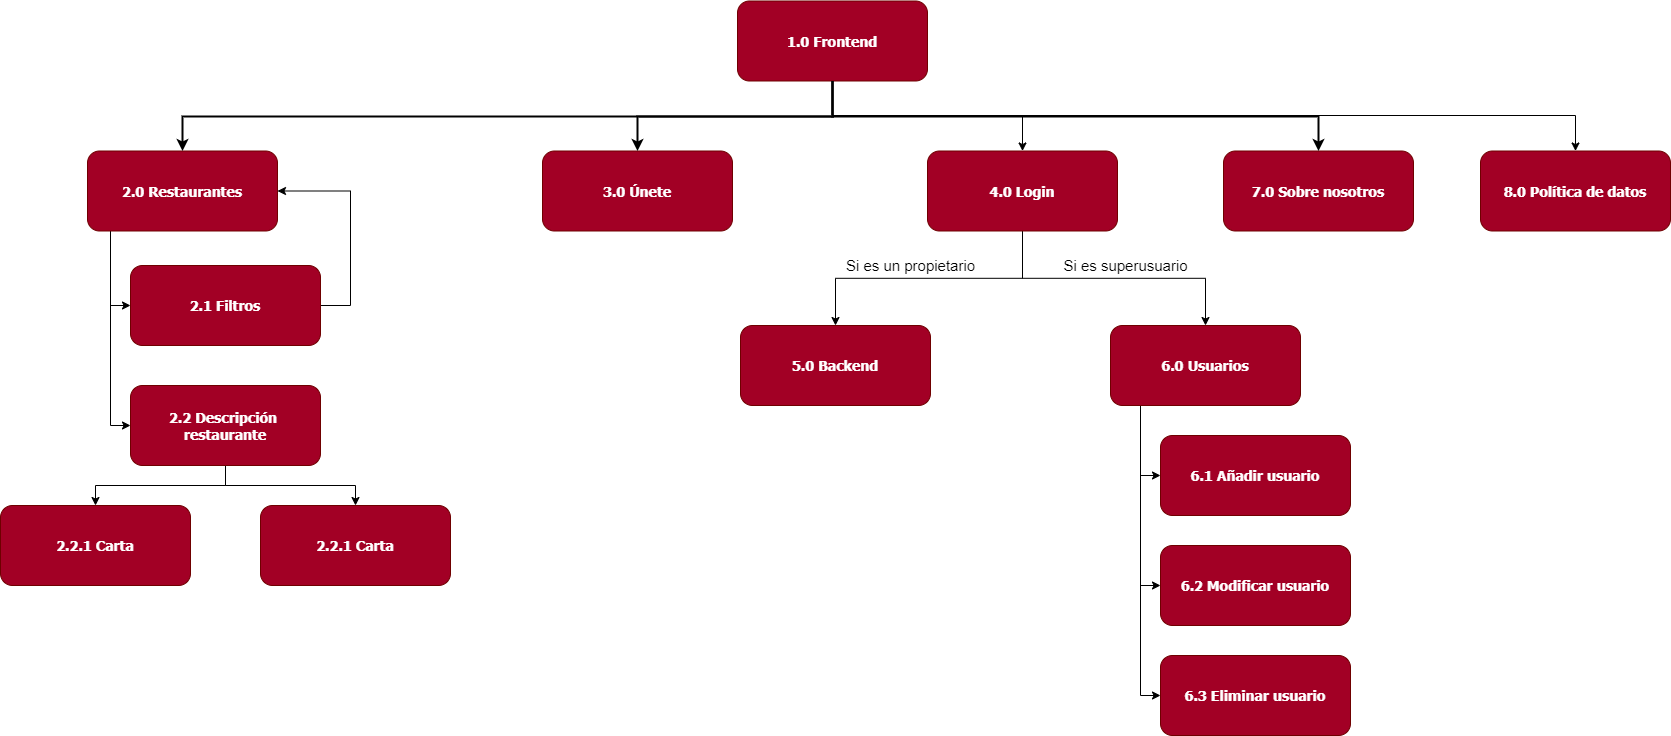 1.0 Frontend
2.0 Restaurantes
3.0 Únete
4.0 Login
7.0 Sobre nosotros
8.0 Política de datos
Si es un propietario
Si es superusuario
2.1 Filtros
5.0 Backend
6.0 Usuarios
2.2 Descripción
restaurante
6.1 Añadir usuario
2.2.1 Carta
2.2.1 Carta
6.2 Modificar usuario
6.3 Eliminar usuario